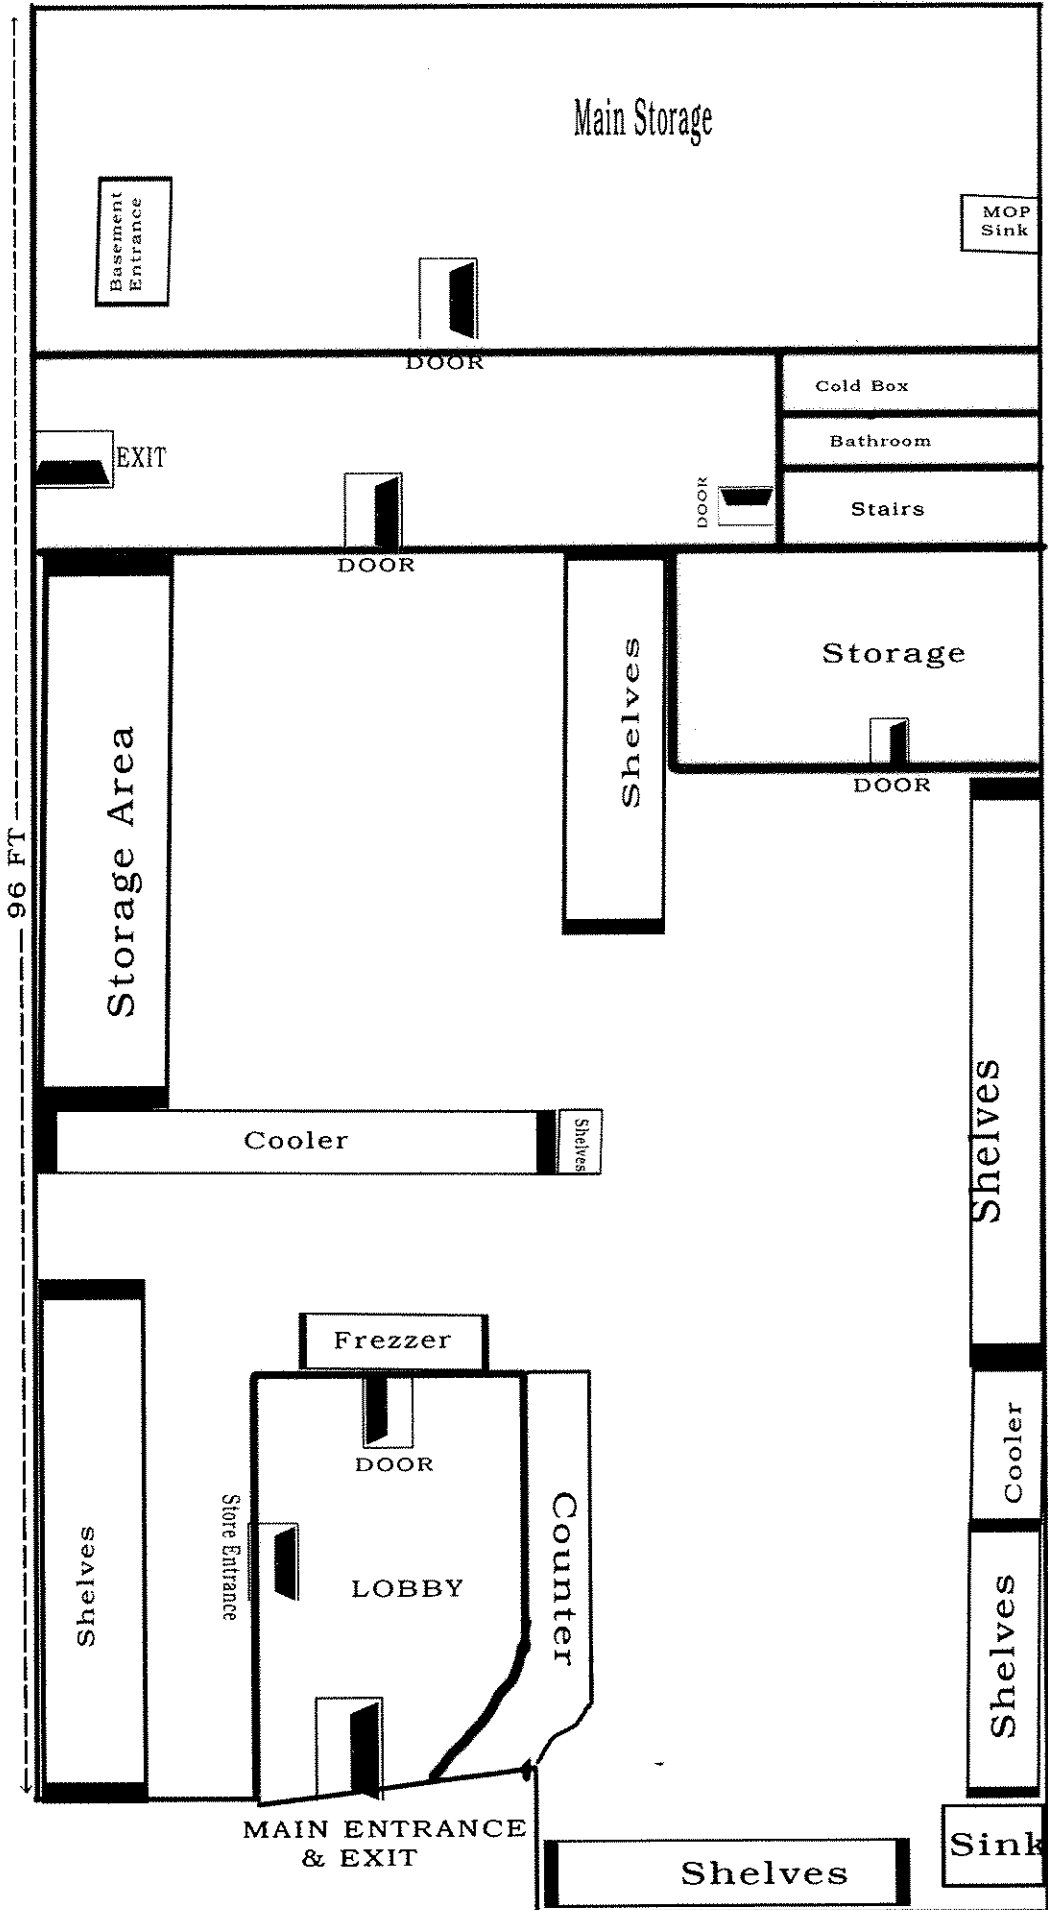 Main Storage
Basement
Entrance
MOP
Sink
DOOR
Cold Box
EXIT
Bathroom
DOOR
Stairs
DOOR
Shelves
Storage
Storage Area
DOOR
96 FT
Shelves
Cooler
Shelves
Frezzer
Cooler
DOOR
Store Entrance
Counter
LOBBY
Shelves
Shelves
MAIN ENTRANCE
& EXIT
Sink
Shelves